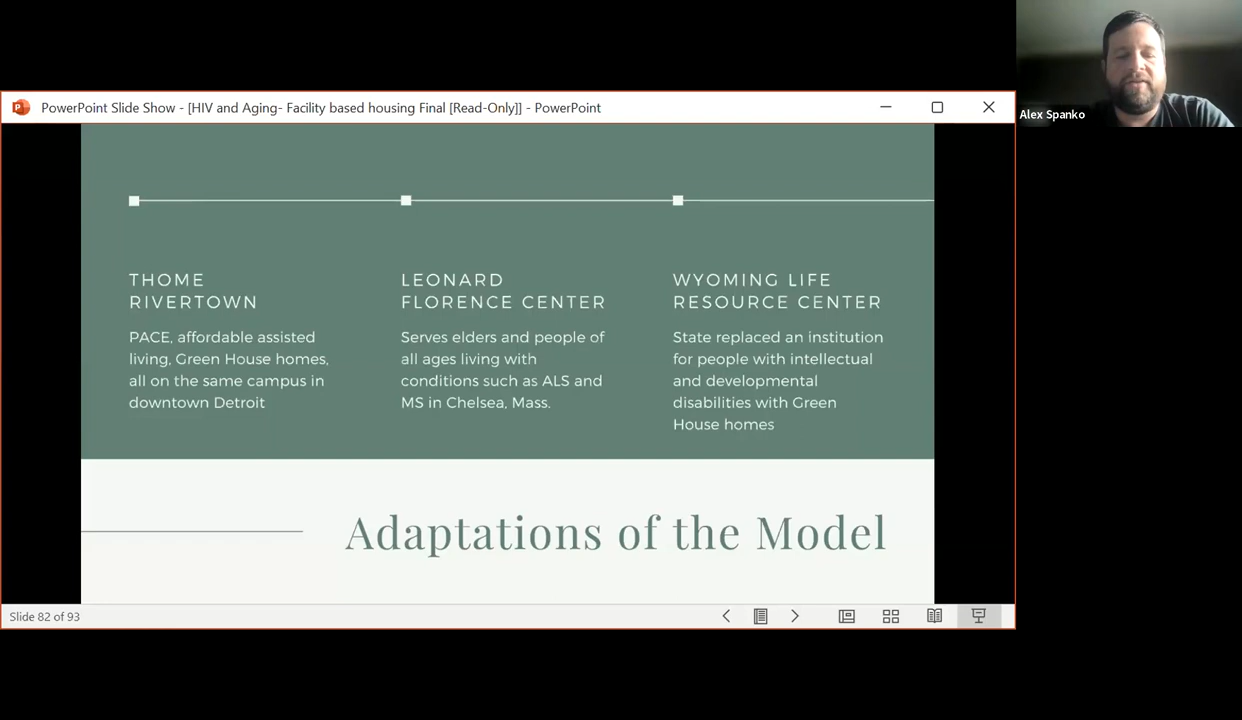 PowerPoint Slide Show - [HIV and Aging- Facility based housing Final [Read-Only]] - PowerPoint
Alex Spanko
THOME
RIVERTOWN
PACE, affordable assisted
living, Green House homes,
all on the same campus in
downtown Detroit
LEONARD
FLORENCE CENTER
Serves elders and people of
all ages living with
conditions such as ALS and
MS in Chelsea, Mass.
WYOMING LIFE
RESOURCE CENTER
State replaced an institution
for people with intellectual
and developmental
disabilities with Green
House homes
Adaptations of the Model
Slide 82 of 93